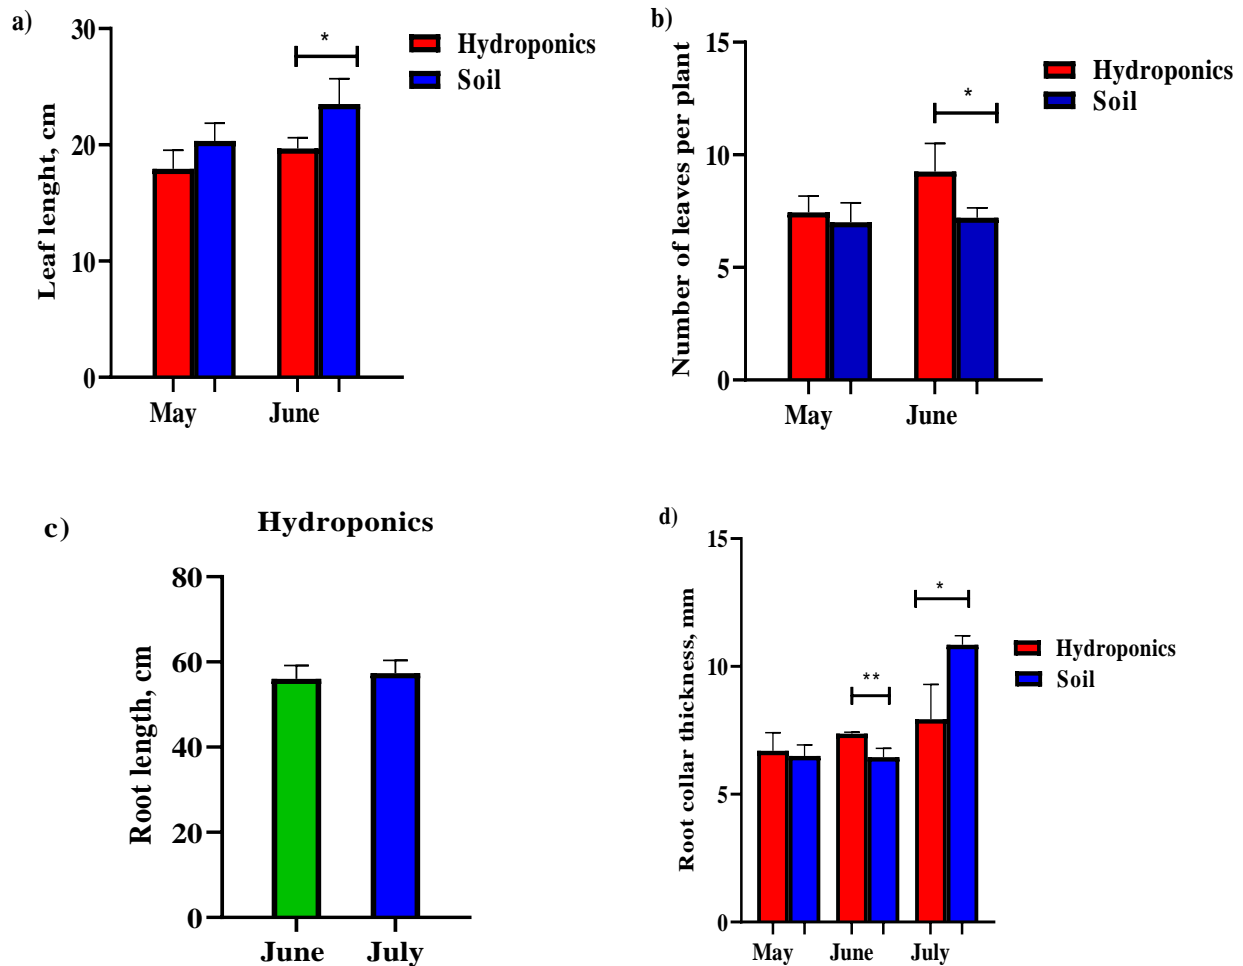 a)
30
20
10
0
Leaf lenght, cm
*
Hydroponics
Soil
May
June
b)
15
10
5
0
Number of leaves per plant
*
Hydroponics
Soil
May
June
c)
Hydroponics
80
60
40
20
0
Root length, cm
June
July
d)
15
10
5
0
Root collar thickness, mm
**
*
Hydroponics
Soil
May
June
July